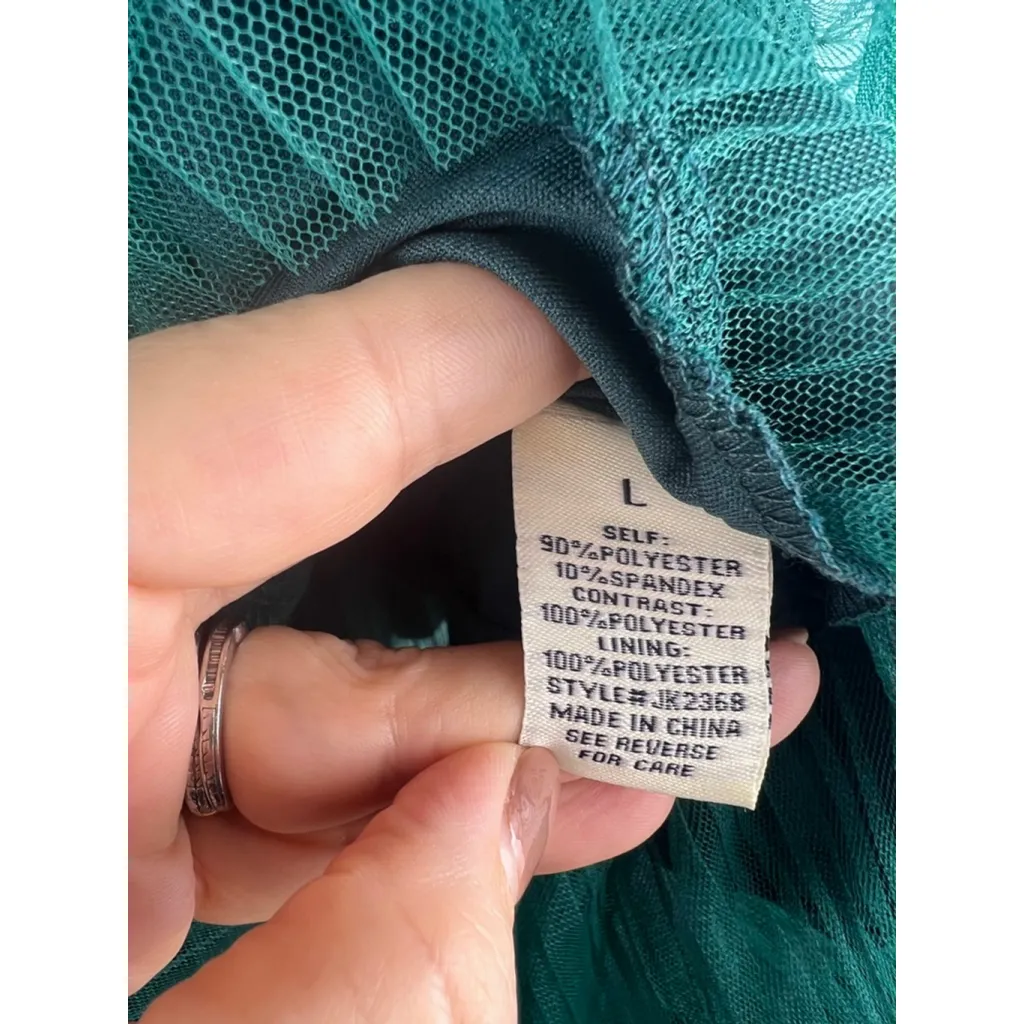 L
SELF:
90%POLYESTER
10%SPANDEX
CONTRAST:
100%POLYESTER
LINING:
100%POLYESTER
STYLE#JK2368
MADE IN CHINA
SEE REVERSE
FOR CARE